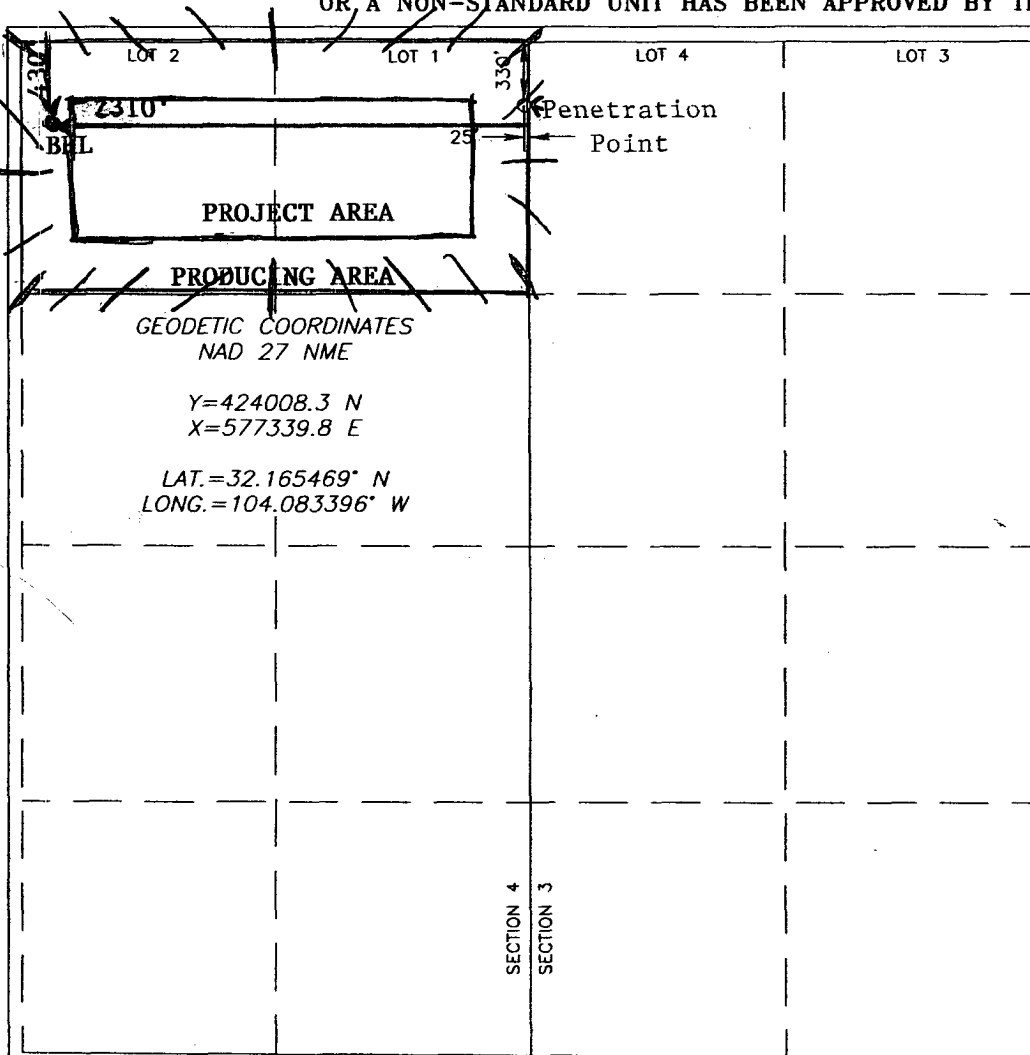 OR A NON-STANDARD UNIT HAS BEEN APPROVED BY
LOT 2
LOT 1
LOT 4
LOT 3
430'
330'
2310'
Penetration
25'
Point
BHL
PROJECT AREA
PRODUCING AREA
GEODETIC COORDINATES
NAD 27 NME
Y=424008.3 N
X=577339.8 E
LAT.=32.165469° N
LONG.=104.083396° W
SECTION 4
SECTION 3